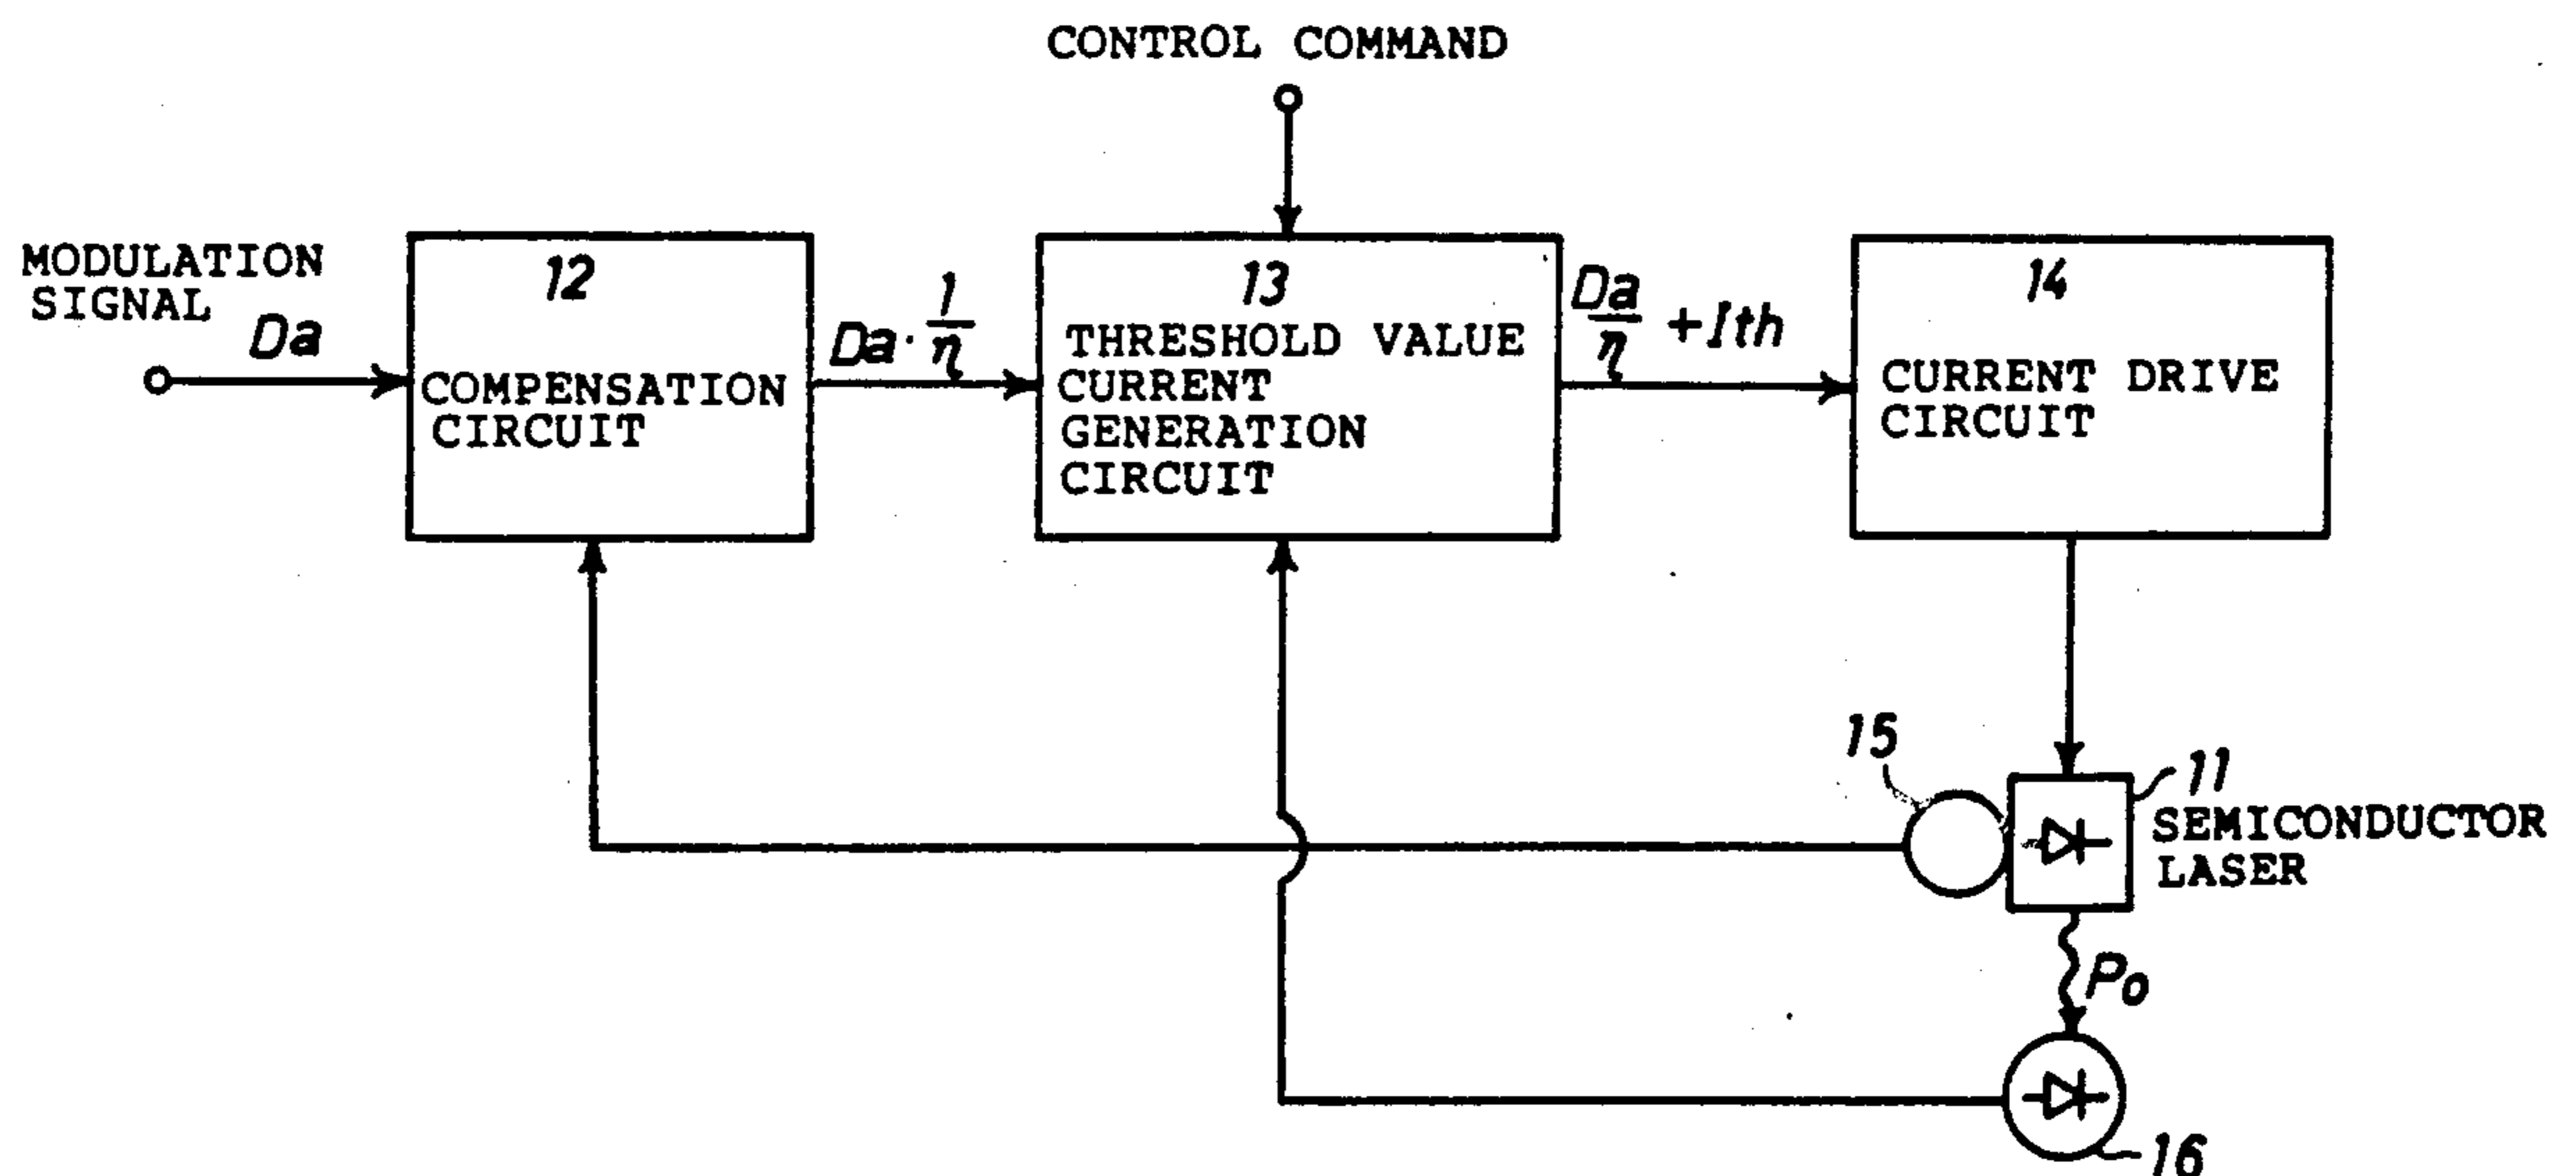 CONTROL COMMAND
MODULATION
SIGNAL
Da
12
COMPENSATION
CIRCUIT
Da · 1/η
13
THRESHOLD VALUE
CURRENT
GENERATION
CIRCUIT
Da/η + Ith
14
CURRENT DRIVE
CIRCUIT
15
11
SEMICONDUCTOR
LASER
Po
16